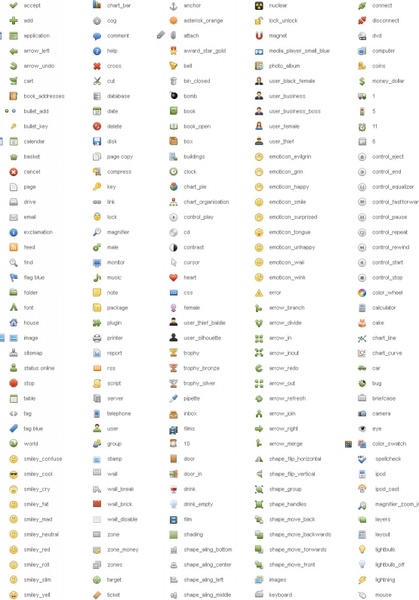 accept
add
application
arrow_left
arrow_down
cart
book_addresses
bullet_add
bullet_key
calendar
basket
cancel
page
drive
email
exclamation
feed
find
flag blue
folder
font
house
image
sitemap
status online
stop
table
tag
tag blue
world
smiley_confuse
smiley_cool
smiley_cry
smiley_fat
smiley_mad
smiley_neutral
smiley_red
smiley_roll
smiley_slim
smiley_yell
chart_bar
cog
comment
help
cross
cut
database
date
delete
disk
page copy
compress
key
link
lock
magnifier
male
monitor
music
note
package
plugin
printer
report
rss
script
server
telephone
user
group
stamp
wall
wall_break
wall_brick
wall_disable
zone
zone_money
zones
target
ticket
anchor
asterisk_orange
attach
award_star_gold
bell
bin_closed
bomb
book
book_open
box
buildings
clock
chart_pie
chart_organisation
control_play
cd
contrast
cursor
heart
css
female
user_thief_baldie
user_silhouette
trophy
trophy_bronze
trophy_silver
pipette
inbox
films
10
door
door_in
drink
drink_empty
film
shading
shape_aling_bottom
shape_aling_center
shape_aling_left
shape_aling_middle
nuclear
lock_unlock
magnet
media_player_small_blue
photo_album
user_black_female
user_business
user_business_boss
user_female
user_thief
emoticon_evilgrin
emoticon_grin
emoticon_happy
emoticon_smile
emoticon_surprised
emoticon_tongue
emoticon_unhappy
emoticon_waii
emoticon_wink
error
arrow_branch
arrow_divide
arrow_in
arrow_inout
arrow_redo
arrow_out
arrow_refresh
arrow_join
arrow_right
arrow_merge
shape_flip_horizontal
shape_flip_vertical
shape_group
shape_handles
shape_move_back
shape_move_backwards
shape_move_forwards
shape_move_front
images
keyboard
connect
disconnect
dvd
computer
coins
money_dollar
1
5
11
6
control_eject
control_end
control_equalizer
control_fastforward
control_pause
control_repeat
control_rewind
control_start
control_stop
color_wheel
calculator
cake
chart_line
chart_curve
car
bug
briefcase
camera
eye
color_swatch
spellcheck
ipod
ipod_cast
magnifier_zoom_i
layers
layout
lightbulb
lightbulb_off
lightning
mouse